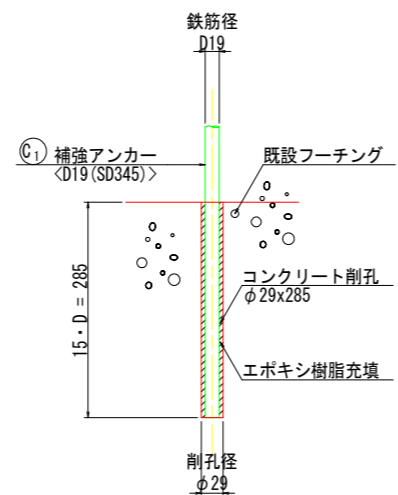 鉄筋径
D19
C1 補強アンカー
<D19(SD345)>
既設フーチング
15・D = 285
コンクリート削孔
φ29x285
エポキシ樹脂充填
削孔径
φ29